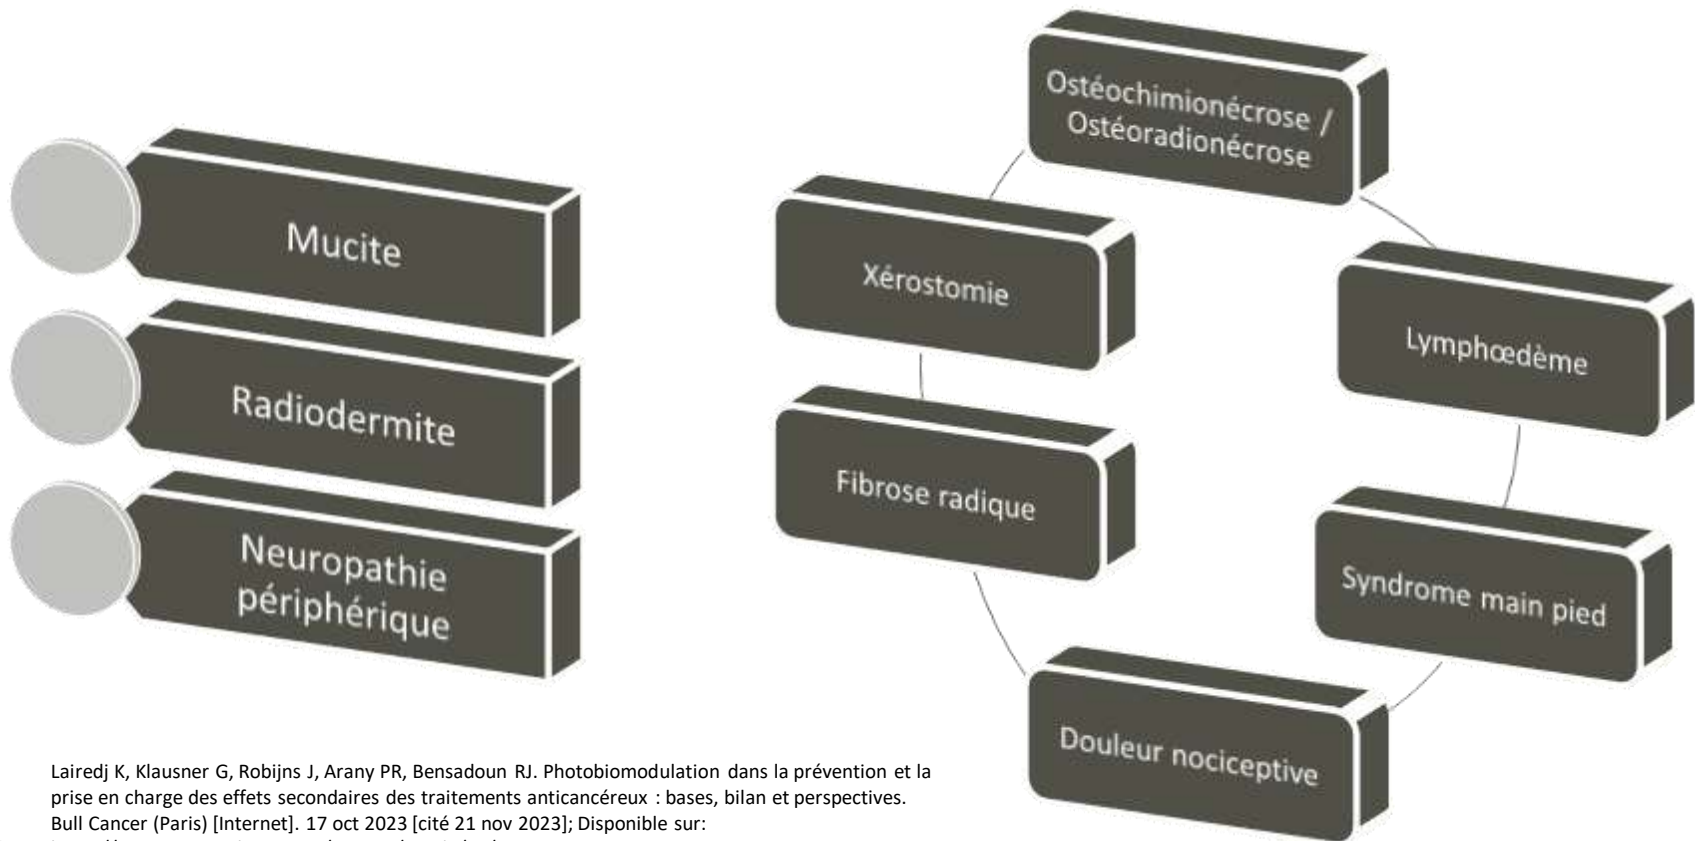 Mucite
Radiodermite
Neuropathie
périphérique
Ostéochimionécrose /
Ostéoradionécrose
Xérostomie
Lymphœdème
Fibrose radique
Syndrome main pied
Douleur nociceptive
Lairedj K, Klausner G, Robijns J, Arany PR, Bensadoun RJ. Photobiomodulation dans la prévention et la
prise en charge des effets secondaires des traitements anticancéreux : bases, bilan et perspectives.
Bull Cancer (Paris) [Internet]. 17 oct 2023 [cité 21 nov 2023]; Disponible sur: